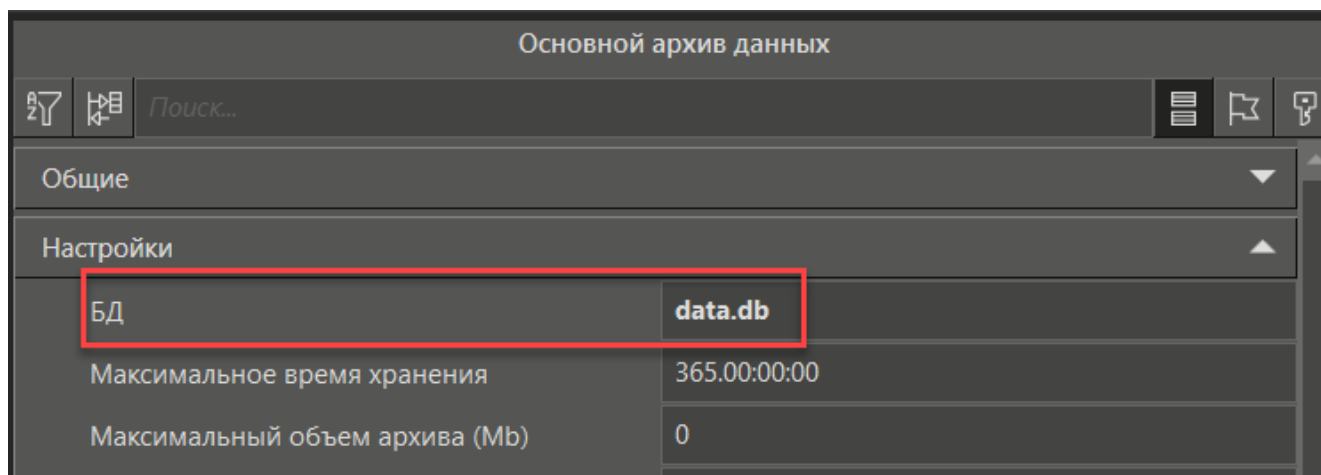 Основной архив данных
Поиск...
Общие
Настройки
БД data.db
Максимальное время хранения 365.00:00:00
Максимальный объем архива (Mb) 0